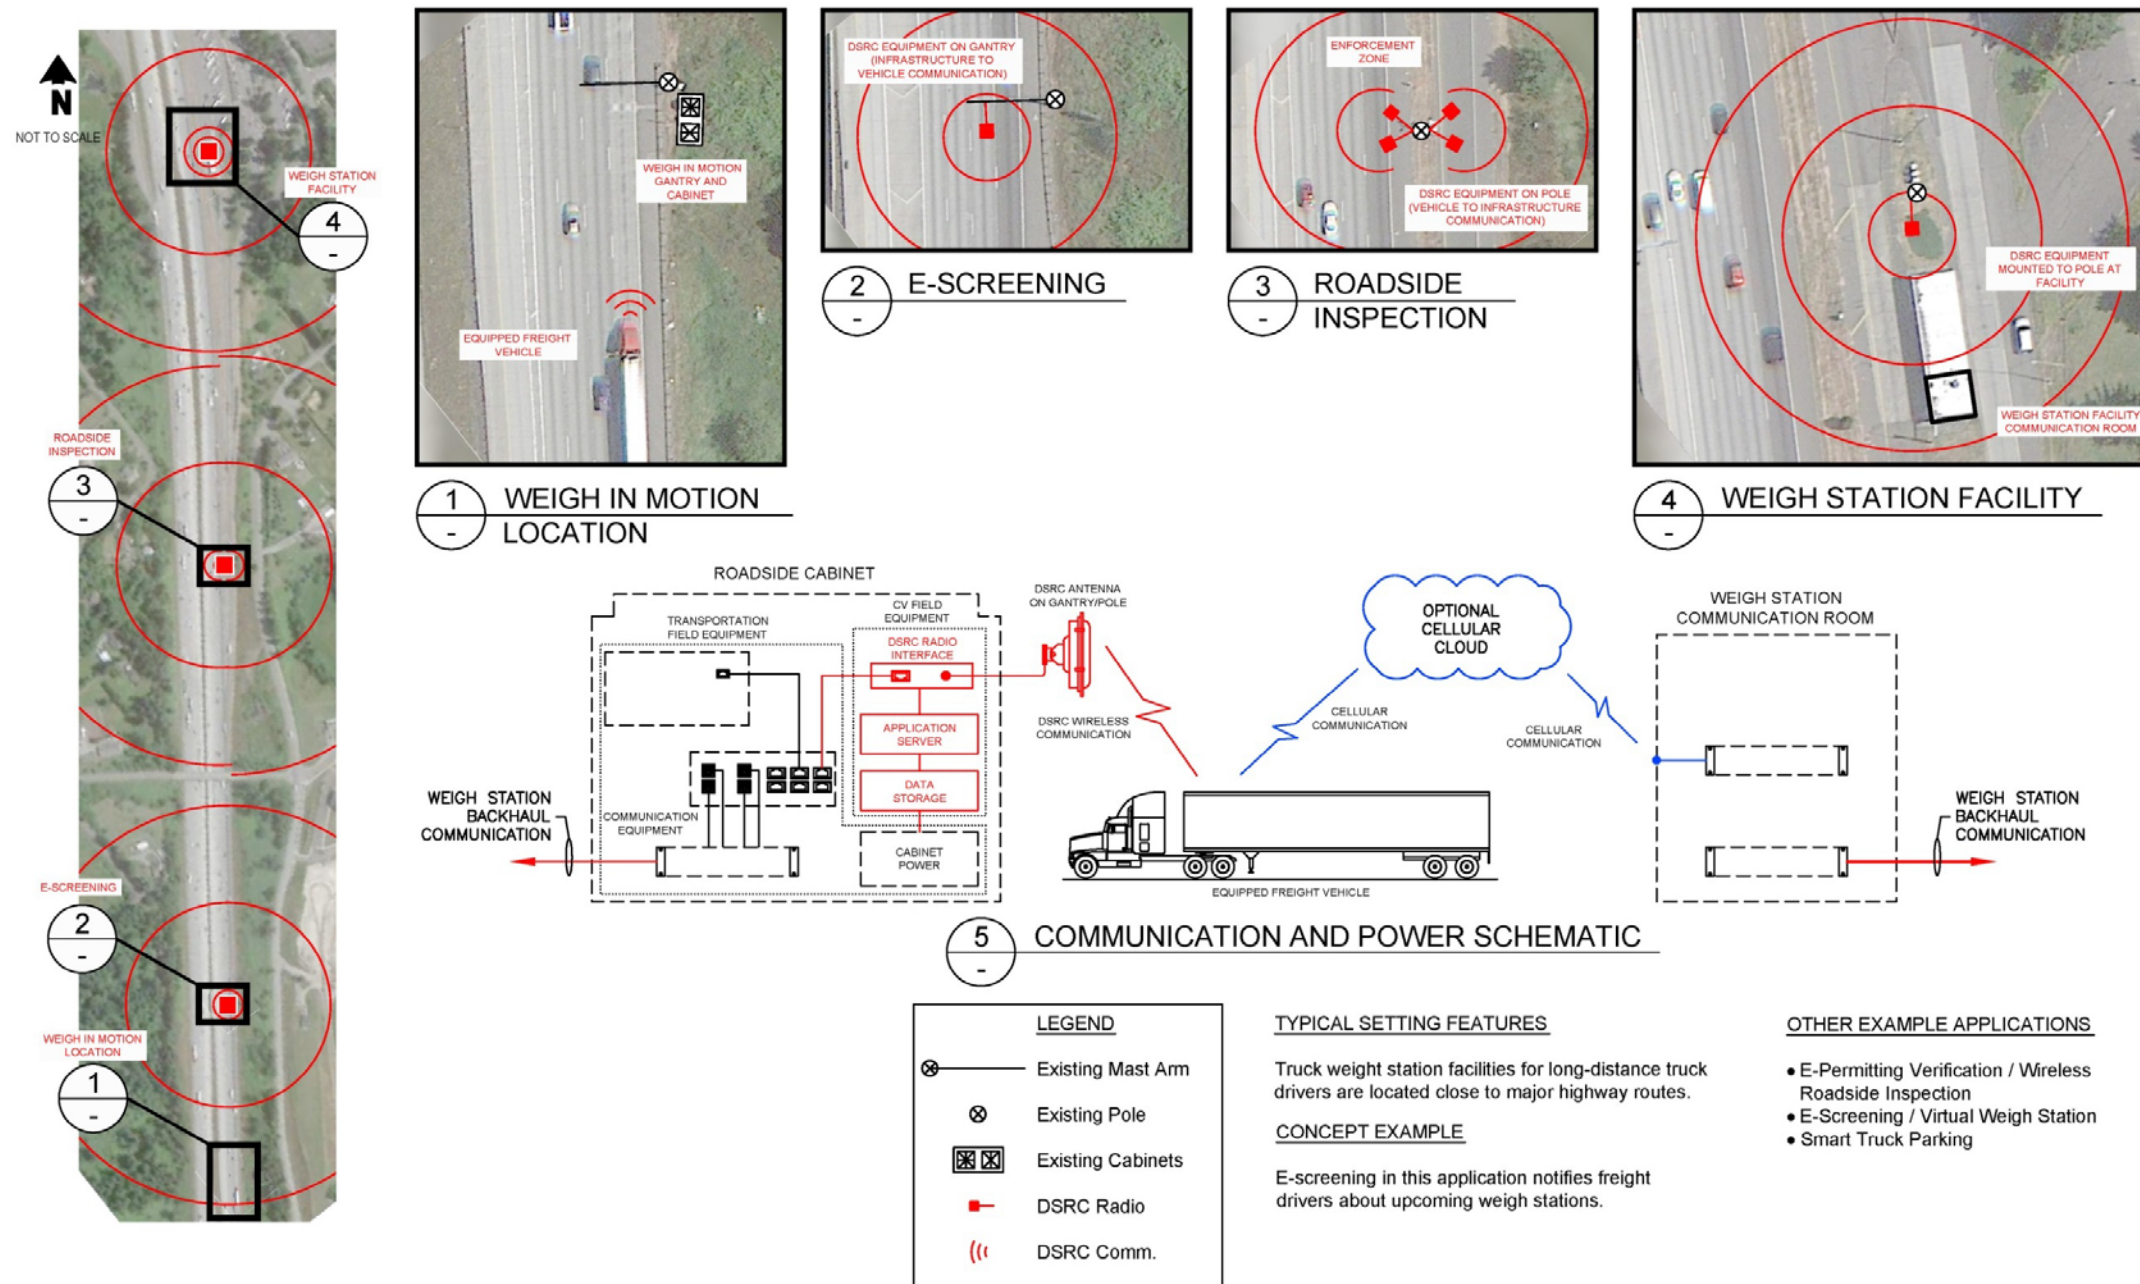 N
NOT TO SCALE
WEIGH STATION
FACILITY
4
-
ROADSIDE
INSPECTION
3
-
E-SCREENING
2
-
WEIGH IN MOTION
LOCATION
1
-
WEIGH IN MOTION
GANTRY AND
CABINET
EQUIPPED FREIGHT
VEHICLE
1
-
WEIGH IN MOTION
LOCATION
DSRC EQUIPMENT ON GANTRY
(INFRASTRUCTURE TO
VEHICLE COMMUNICATION)
2
-
E-SCREENING
ENFORCEMENT
ZONE
DSRC EQUIPMENT ON POLE
(VEHICLE TO INFRASTRUCTURE
COMMUNICATION)
3
-
ROADSIDE
INSPECTION
DSRC EQUIPMENT
MOUNTED TO POLE AT
FACILITY
WEIGH STATION FACILITY
COMMUNICATION ROOM
4
-
WEIGH STATION FACILITY
ROADSIDE CABINET
TRANSPORTATION
FIELD EQUIPMENT
CV FIELD
EQUIPMENT
DSRC RADIO
INTERFACE
APPLICATION
SERVER
DATA
STORAGE
CABINET
POWER
COMMUNICATION
EQUIPMENT
WEIGH STATION
BACKHAUL
COMMUNICATION
DSRC ANTENNA
ON GANTRY/POLE
DSRC WIRELESS
COMMUNICATION
OPTIONAL
CELLULAR
CLOUD
CELLULAR
COMMUNICATION
CELLULAR
COMMUNICATION
EQUIPPED FREIGHT VEHICLE
WEIGH STATION
COMMUNICATION ROOM
WEIGH STATION
BACKHAUL
COMMUNICATION
5
-
COMMUNICATION AND POWER SCHEMATIC
LEGEND
Existing Mast Arm
Existing Pole
Existing Cabinets
DSRC Radio
DSRC Comm.
TYPICAL SETTING FEATURES
Truck weight station facilities for long-distance truck
drivers are located close to major highway routes.
CONCEPT EXAMPLE
E-screening in this application notifies freight
drivers about upcoming weigh stations.
OTHER EXAMPLE APPLICATIONS
• E-Permitting Verification / Wireless
Roadside Inspection
• E-Screening / Virtual Weigh Station
• Smart Truck Parking